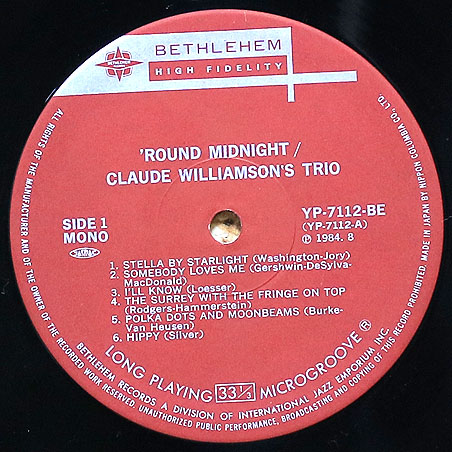 BETHLEHEM
BETHLEHEM
HIGH FIDELITY
'ROUND MIDNIGHT /
CLAUDE WILLIAMSON'S TRIO
SIDE 1
MONO
JASRAC
YP-7112-BE
(YP-7112-A)
Ⓟ 1984. 8
1. STELLA BY STARLIGHT (Washington-Jory)
2. SOMEBODY LOVES ME (Gershwin-DeSylva-
MacDonald)
3. I'LL KNOW (Loesser)
4. THE SURREY WITH THE FRINGE ON TOP
(Rodgers-Hammerstein)
5. POLKA DOTS AND MOONBEAMS (Burke-
Van Heusen)
6. HIPPY (Silver)
LONG PLAYING 33 1/3 MICROGROOVE ®
BETHLEHEM RECORDS A DIVISION OF INTERNATIONAL JAZZ EMPORIUM INC.
ALL RIGHTS OF THE MANUFACTURER AND OF THE OWNER OF THE RECORDED WORK RESERVED. UNAUTHORIZED PUBLIC PERFORMANCE, BROADCASTING AND COPYING OF THIS RECORD PROHIBITED MADE IN JAPAN BY NIPPON COLUMBIA CO., LTD.